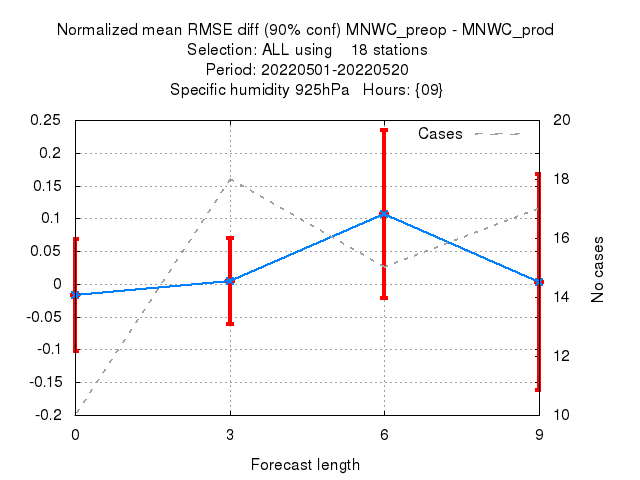 Normalized mean RMSE diff (90% conf) MNWC_preop - MNWC_prod
Selection: ALL using 18 stations
Period: 20220501-20220520
Specific humidity 925hPa Hours: {09}
Cases
0.25
0.2
0.15
0.1
0.05
0
-0.05
-0.1
-0.15
-0.2
20
18
16
14
12
10
No cases
0 3 6 9
Forecast length